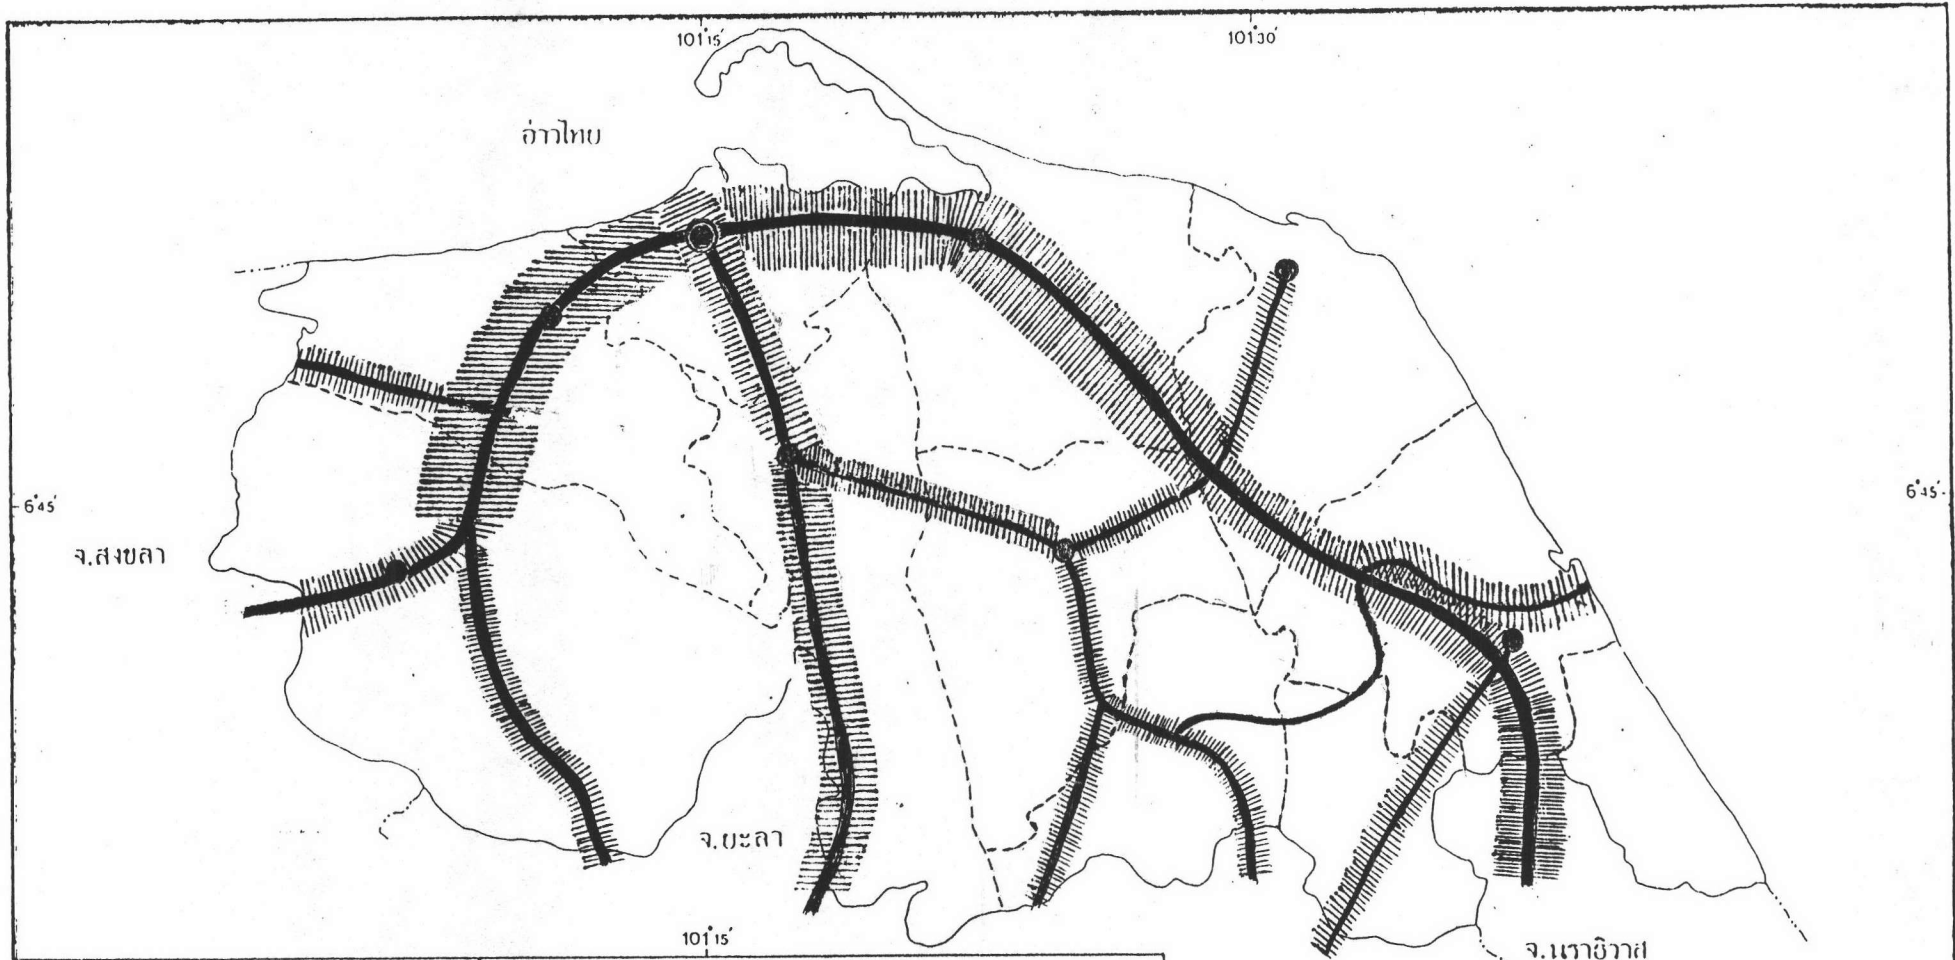 101°15′
101°30′
อ่าวไทย
6°45′
6°45′
จ.สงขลา
จ.ยะลา
101°15′
จ.นราธิวาส